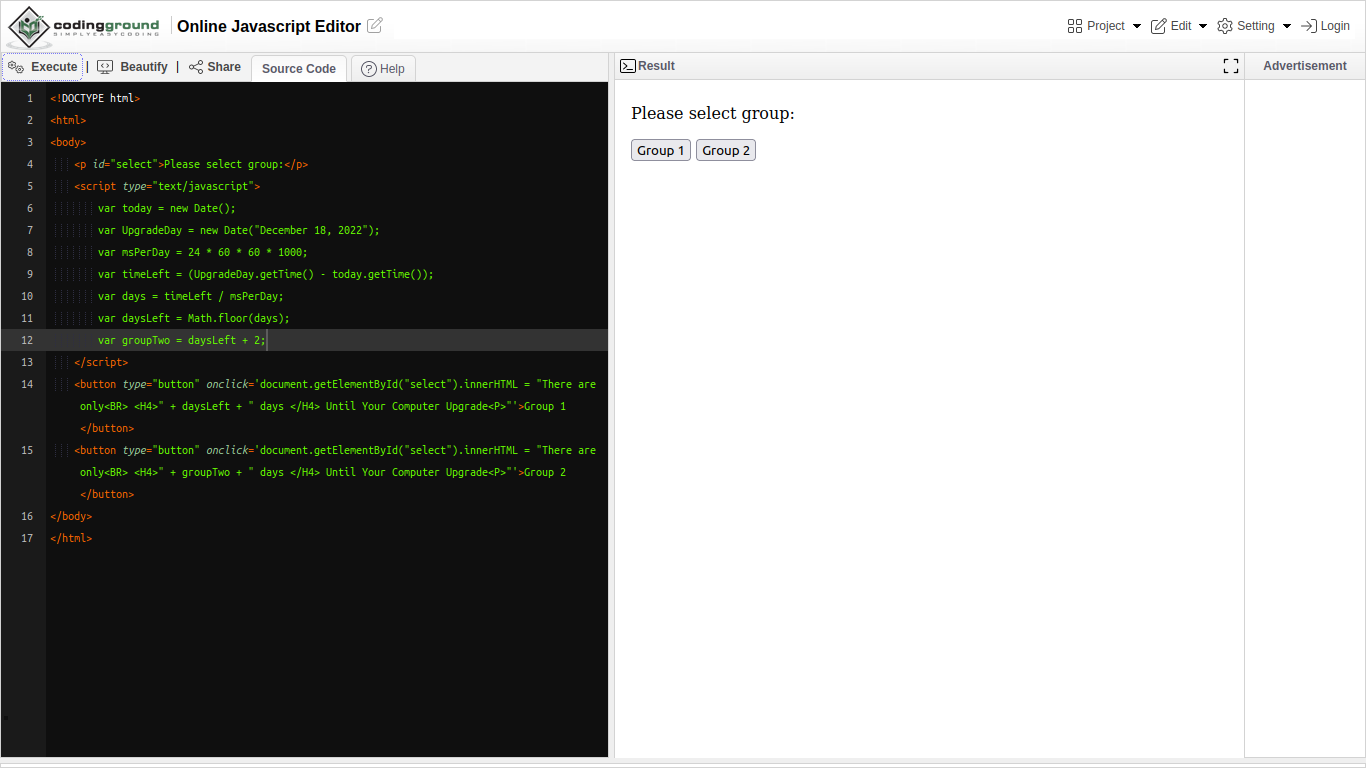 codingground
SIMPLYEASYCODING
Online Javascript Editor
Project
Edit
Setting
Login
Execute | Beautify | Share
Source Code
Help
Result
Advertisement
1 <!DOCTYPE html>
2 <html>
3 <body>
4 <p id="select">Please select group:</p>
5 <script type="text/javascript">
6 var today = new Date();
7 var UpgradeDay = new Date("December 18, 2022");
8 var msPerDay = 24 * 60 * 60 * 1000;
9 var timeLeft = (UpgradeDay.getTime() - today.getTime());
10 var days = timeLeft / msPerDay;
11 var daysLeft = Math.floor(days);
12 var groupTwo = daysLeft + 2;
13 </script>
14 <button type="button" onclick='document.getElementById("select").innerHTML = "There are
only<BR> <H4>" + daysLeft + " days </H4> Until Your Computer Upgrade<P>"'>Group 1
</button>
15 <button type="button" onclick='document.getElementById("select").innerHTML = "There are
only<BR> <H4>" + groupTwo + " days </H4> Until Your Computer Upgrade<P>"'>Group 2
</button>
16 </body>
17 </html>
Please select group:
Group 1 Group 2